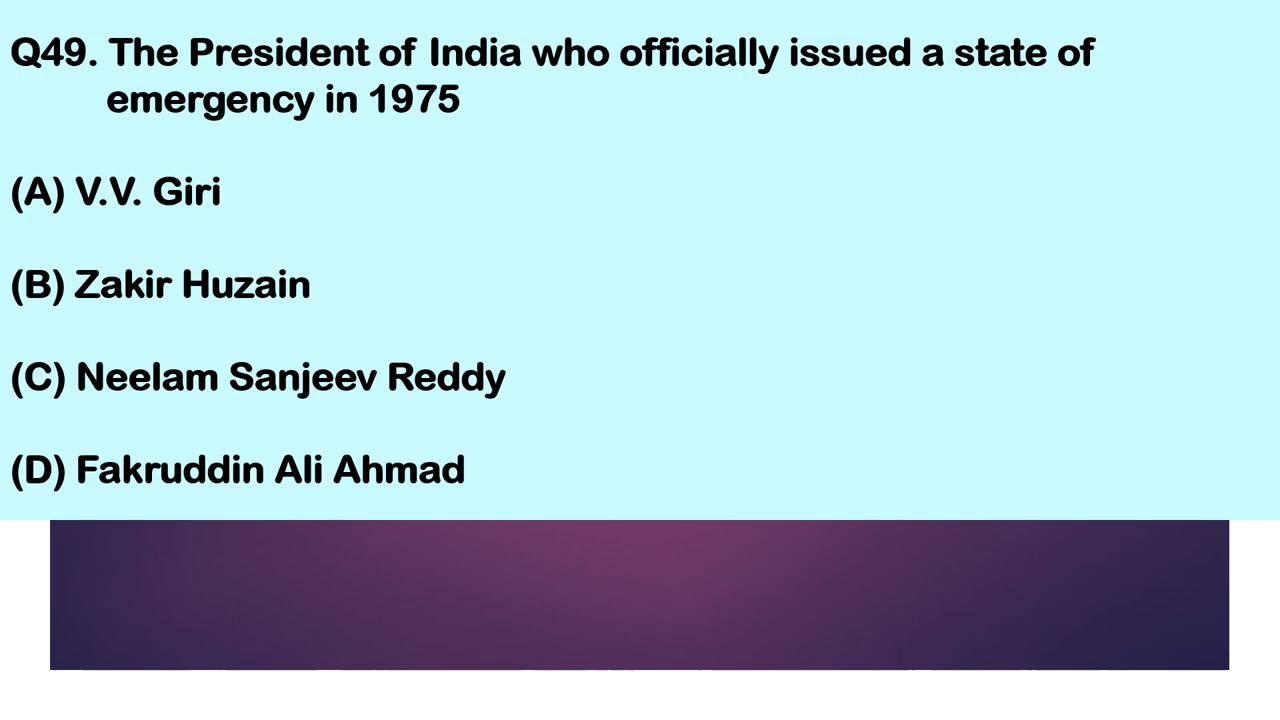 Q49. The President of India who officially issued a state of
emergency in 1975
(A) V.V. Giri
(B) Zakir Huzain
(C) Neelam Sanjeev Reddy
(D) Fakruddin Ali Ahmad